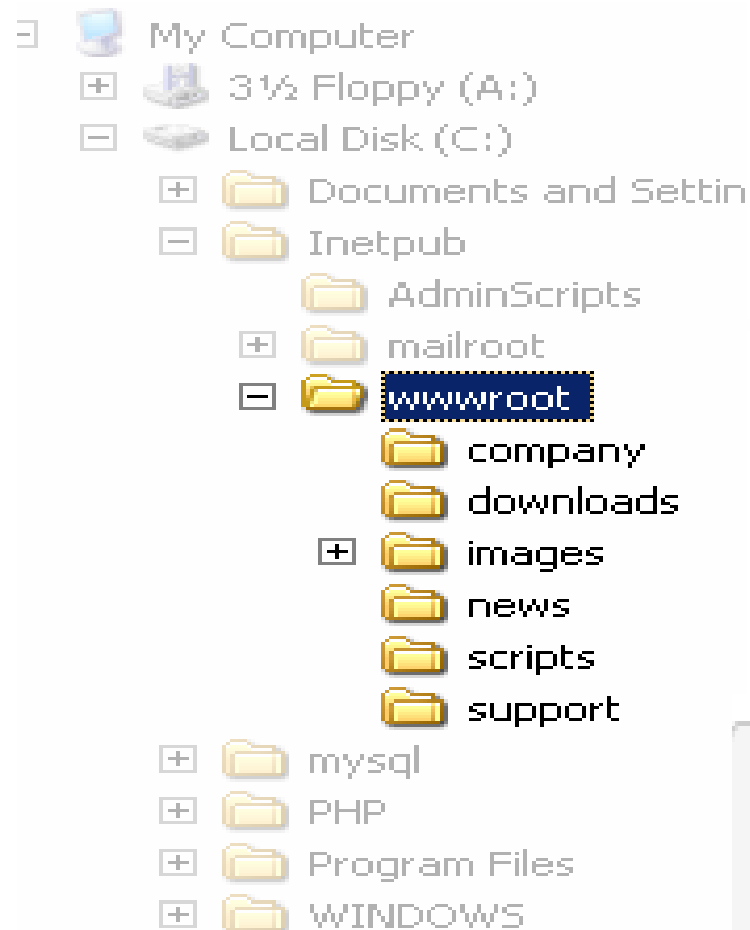 My Computer
3½ Floppy (A:)
Local Disk (C:)
Documents and Settin
Inetpub
AdminScripts
mailroot
wwwroot
company
downloads
images
news
scripts
support
mysql
PHP
Program Files
WINDOWS